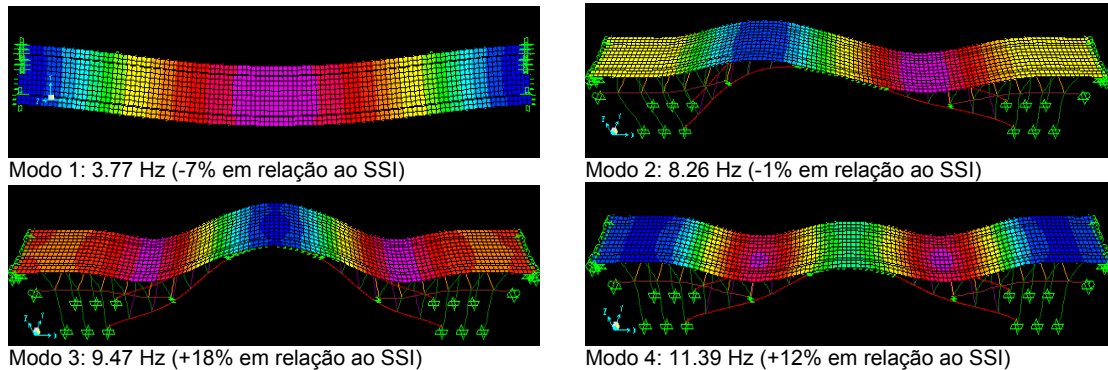 Modo 1: 3.77 Hz (-7% em relação ao SSI)
Modo 2: 8.26 Hz (-1% em relação ao SSI)
Modo 3: 9.47 Hz (+18% em relação ao SSI)
Modo 4: 11.39 Hz (+12% em relação ao SSI)